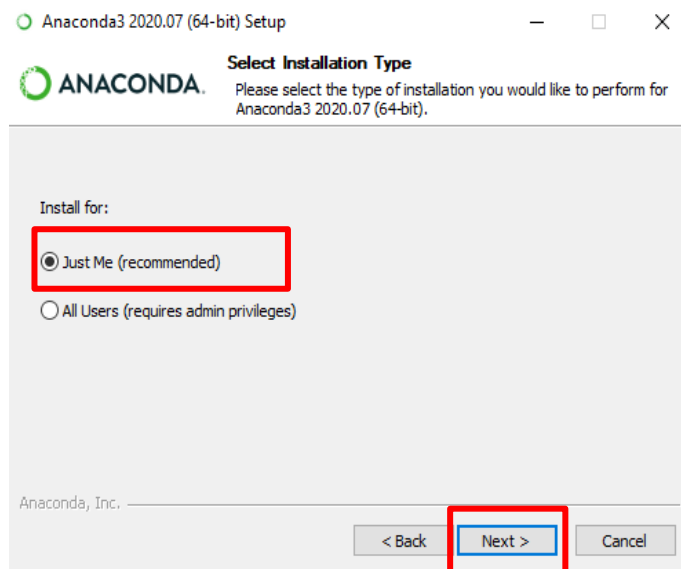 Anaconda3 2020.07 (64-bit) Setup
ANACONDA.
Select Installation Type
Please select the type of installation you would like to perform for
Anaconda3 2020.07 (64-bit).
Install for:
Just Me (recommended)
All Users (requires admin privileges)
Anaconda, Inc.
< Back
Next >
Cancel